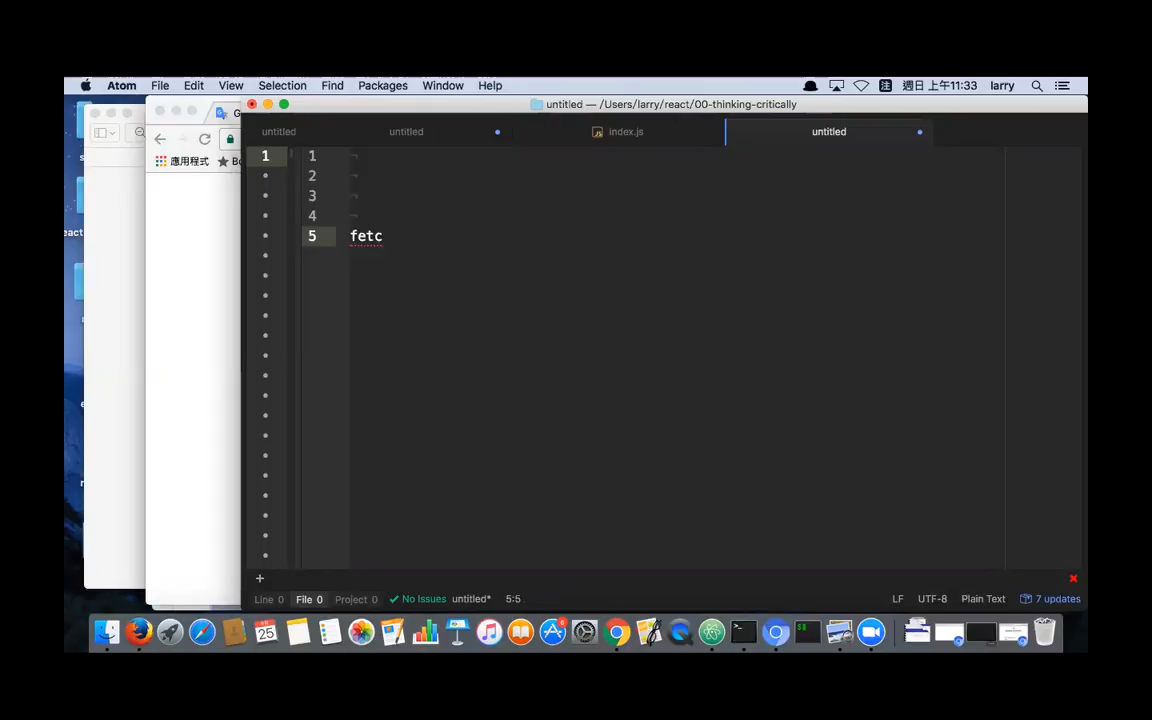 Atom File Edit View Selection Find Packages Window Help 注 週日 上午11:33 larry
untitled — /Users/larry/react/00-thinking-critically
untitled untitled index.js untitled
應用程式
1 1
2
3
4
5 fetc
Line 0 File 0 Project 0 No Issues untitled* 5:5 LF UTF-8 Plain Text 7 updates
25